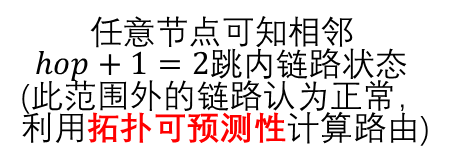 任意节点可知相邻
hop + 1 = 2跳内链路状态
(此范围外的链路认为正常，
利用拓扑可预测性计算路由)